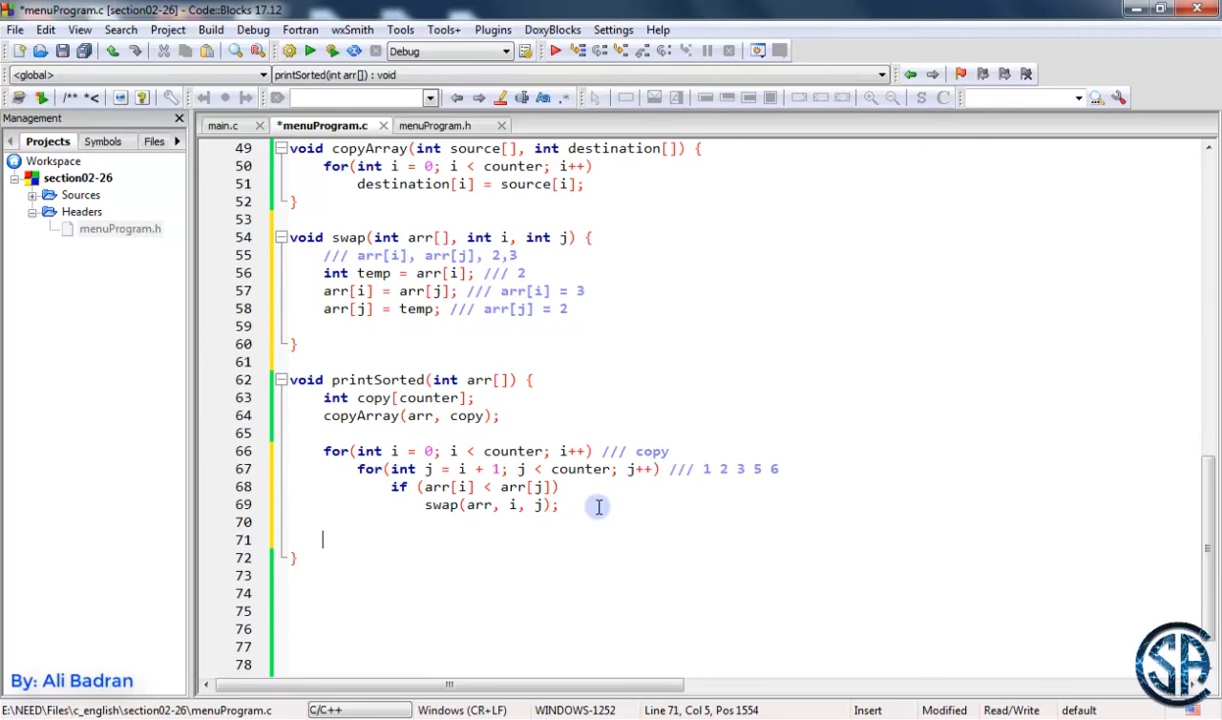 *menuProgram.c [section02-26] - Code::Blocks 17.12
File Edit View Search Project Build Debug Fortran wxSmith Tools Tools+ Plugins DoxyBlocks Settings Help
Debug
<global> printSorted(int arr[]) : void
/** *<
S C
Management
main.c *menuProgram.c menuProgram.h
Projects Symbols Files
Workspace
section02-26
Sources
Headers
menuProgram.h
49 void copyArray(int source[], int destination[]) {
50 for(int i = 0; i < counter; i++)
51 destination[i] = source[i];
52 }
53
54 void swap(int arr[], int i, int j) {
55 /// arr[i], arr[j], 2,3
56 int temp = arr[i]; /// 2
57 arr[i] = arr[j]; /// arr[i] = 3
58 arr[j] = temp; /// arr[j] = 2
59
60 }
61
62 void printSorted(int arr[]) {
63 int copy[counter];
64 copyArray(arr, copy);
65
66 for(int i = 0; i < counter; i++) /// copy
67 for(int j = i + 1; j < counter; j++) /// 1 2 3 5 6
68 if (arr[i] < arr[j])
69 swap(arr, i, j);
70
71
72 }
73
74
75
76
77
78
By: Ali Badran
E:\NEED\Files\c_english\section02-26\menuProgram.c C/C++ Windows (CR+LF) WINDOWS-1252 Line 71, Col 5, Pos 1554 Insert Modified Read/Write default